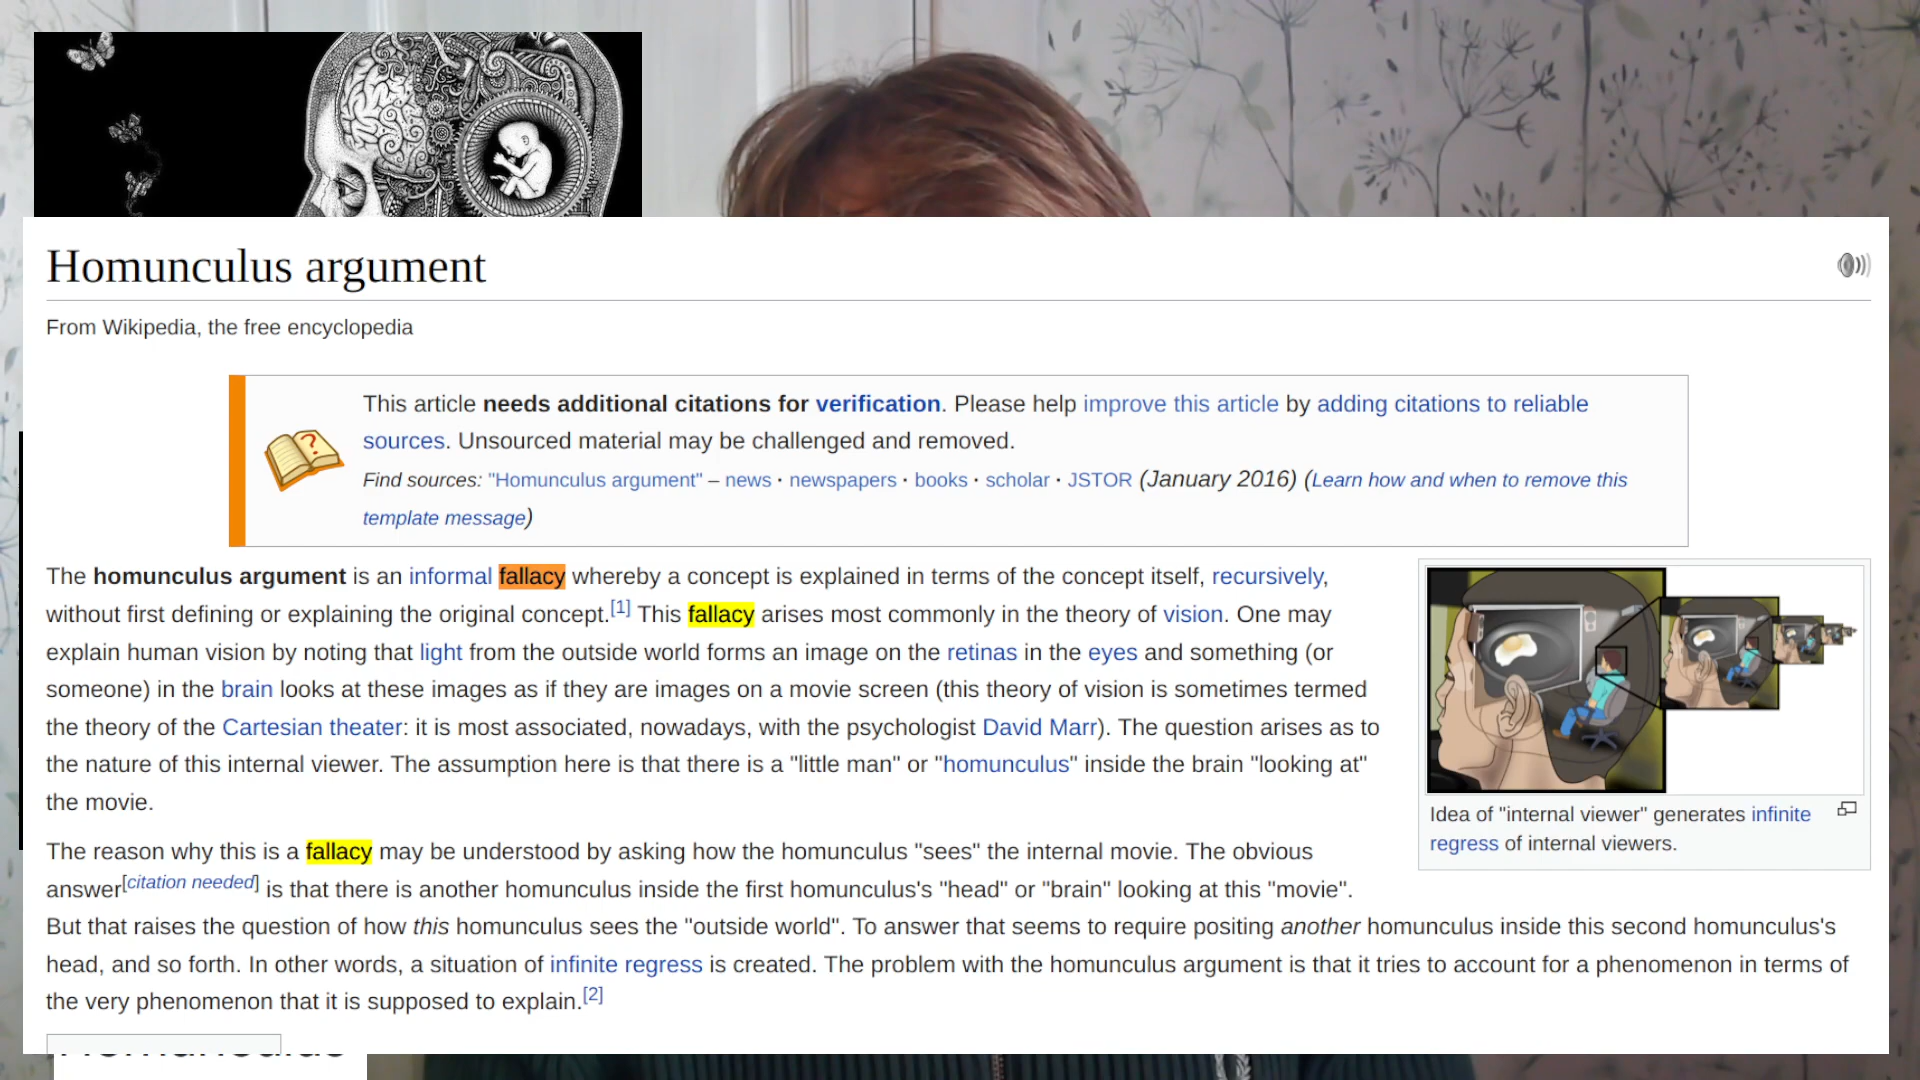 Homunculus argument
From Wikipedia, the free encyclopedia
This article needs additional citations for verification. Please help improve this article by adding citations to reliable
sources. Unsourced material may be challenged and removed.
Find sources: "Homunculus argument" – news · newspapers · books · scholar · JSTOR (January 2016) (Learn how and when to remove this
template message)
The homunculus argument is an informal fallacy whereby a concept is explained in terms of the concept itself, recursively,
without first defining or explaining the original concept.[1] This fallacy arises most commonly in the theory of vision. One may
explain human vision by noting that light from the outside world forms an image on the retinas in the eyes and something (or
someone) in the brain looks at these images as if they are images on a movie screen (this theory of vision is sometimes termed
the theory of the Cartesian theater: it is most associated, nowadays, with the psychologist David Marr). The question arises as to
the nature of this internal viewer. The assumption here is that there is a "little man" or "homunculus" inside the brain "looking at"
the movie.
Idea of "internal viewer" generates infinite
regress of internal viewers.
The reason why this is a fallacy may be understood by asking how the homunculus "sees" the internal movie. The obvious
answer[citation needed] is that there is another homunculus inside the first homunculus's "head" or "brain" looking at this "movie".
But that raises the question of how this homunculus sees the "outside world". To answer that seems to require positing another homunculus inside this second homunculus's
head, and so forth. In other words, a situation of infinite regress is created. The problem with the homunculus argument is that it tries to account for a phenomenon in terms of
the very phenomenon that it is supposed to explain.[2]